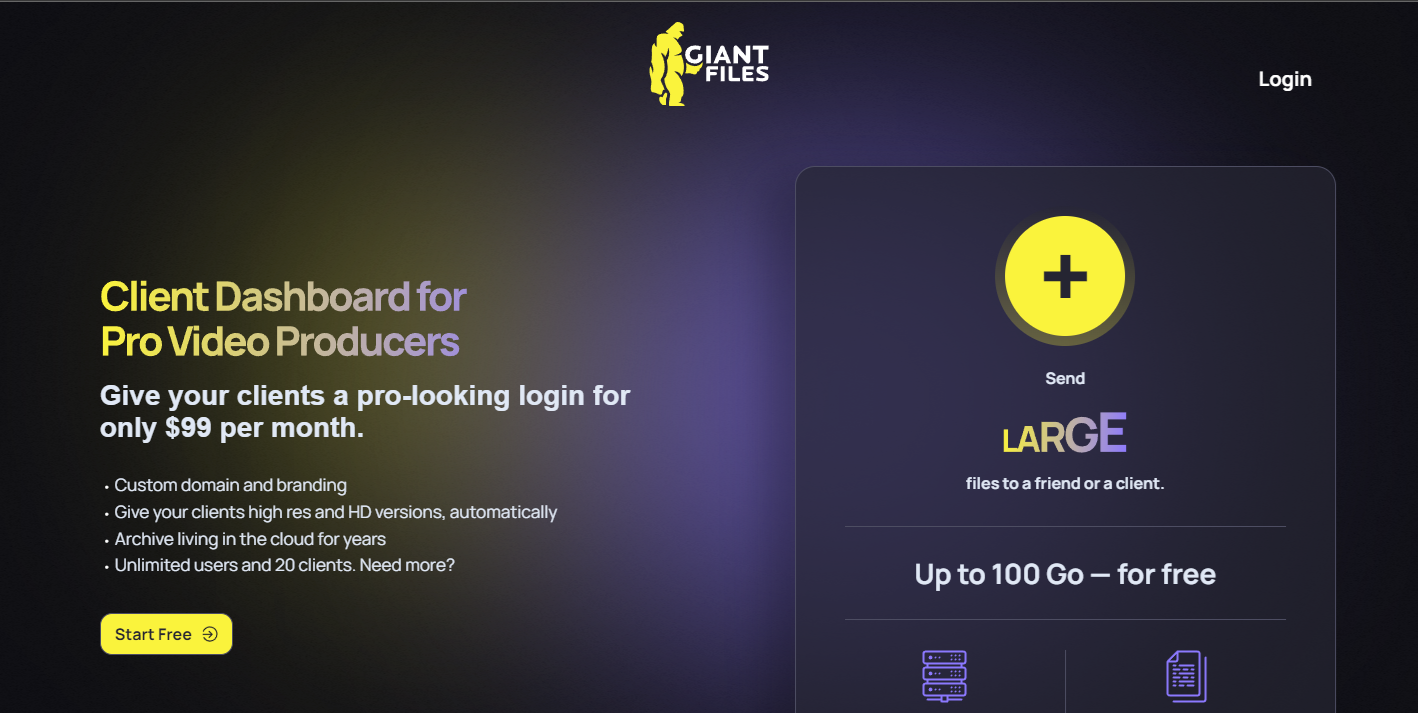 GIANT
FILES
Login
Client Dashboard for
Pro Video Producers
Give your clients a pro-looking login for
only $99 per month.
• Custom domain and branding
• Give your clients high res and HD versions, automatically
• Archive living in the cloud for years
• Unlimited users and 20 clients. Need more?
Start Free
Send
LARGE
files to a friend or a client.
Up to 100 Go — for free